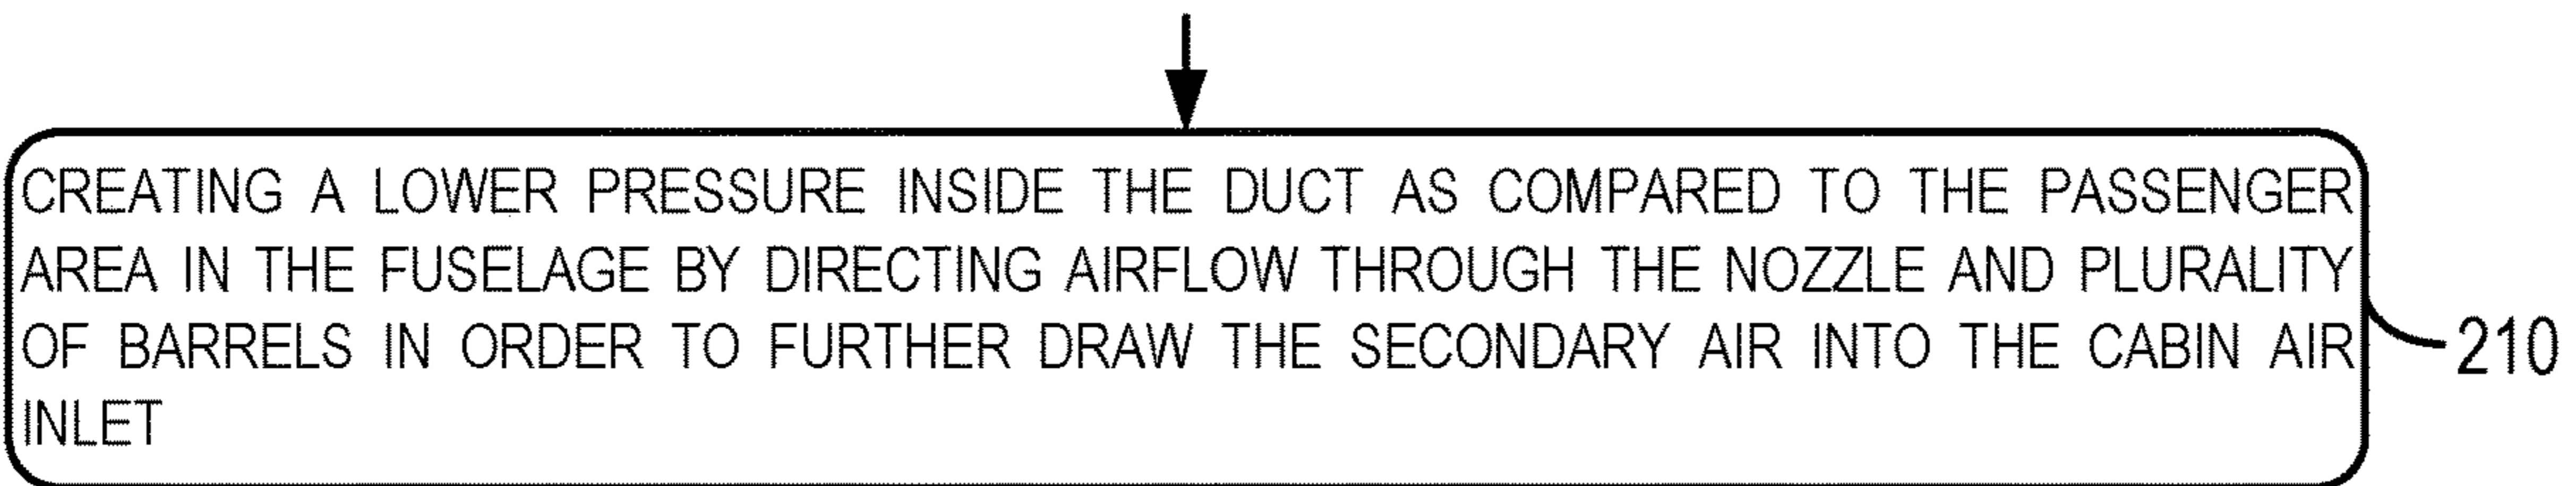 CREATING A LOWER PRESSURE INSIDE THE DUCT AS COMPARED TO THE PASSENGER
AREA IN THE FUSELAGE BY DIRECTING AIRFLOW THROUGH THE NOZZLE AND PLURALITY
OF BARRELS IN ORDER TO FURTHER DRAW THE SECONDARY AIR INTO THE CABIN AIR
INLET
210